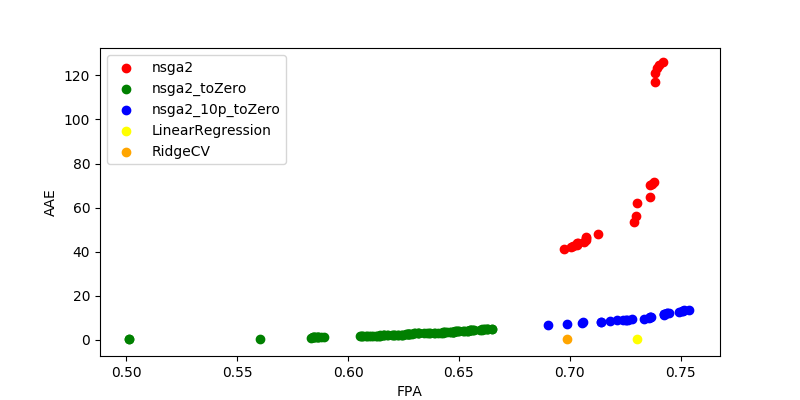 nsga2
nsga2_toZero
nsga2_10p_toZero
LinearRegression
RidgeCV
AAE
120
100
80
60
40
20
0
0.50 0.55 0.60 0.65 0.70 0.75
FPA